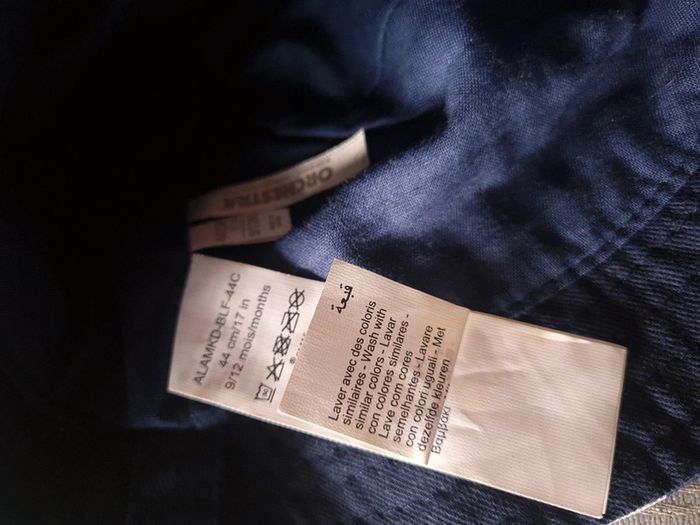 ORCHESTRA
ALAMKD-BLF-44C
44 cm/17 in
9/12 mois/months
قبعة
Laver avec des coloris
similaires - Wash with
similar colors - Lavar
con colores similares -
Lave com cores
semelhantes - Lavare
con colori uguali - Met
dezelfde kleuren
Βαμβακι